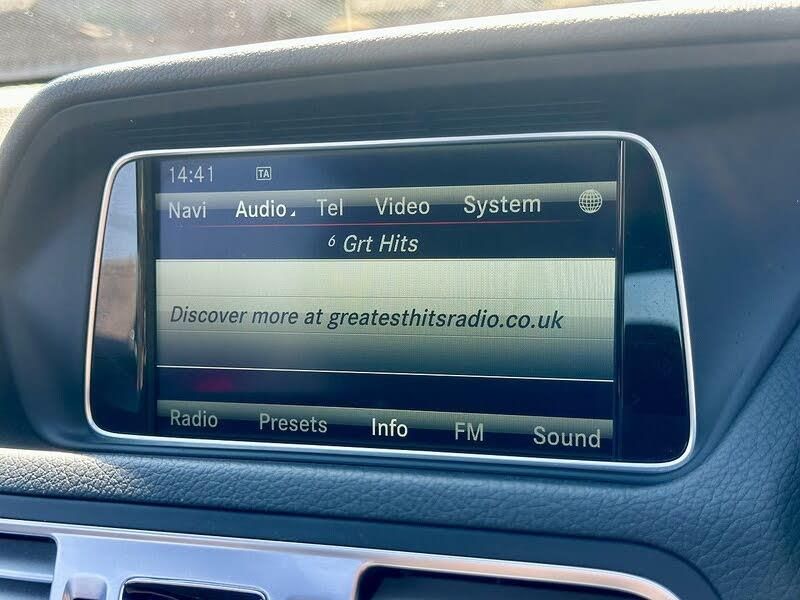 14:41 TA
Navi Audio Tel Video System
6 Grt Hits
Discover more at greatesthitsradio.co.uk
Radio Presets Info FM Sound